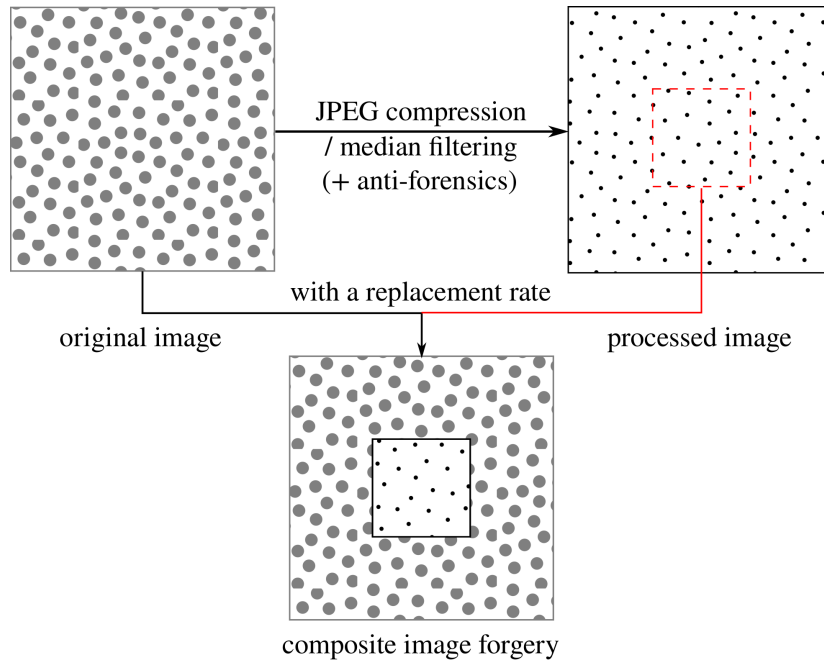 JPEG compression
/ median filtering
(+ anti-forensics)
with a replacement rate
original image
processed image
composite image forgery